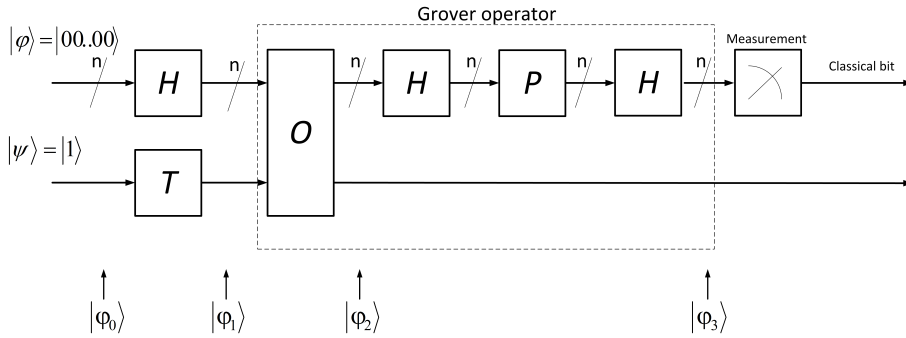 Grover operator
|φ⟩=|00..00⟩
Measurement
n
H
n
n
H
n
P
n
H
n
Classical bit
O
|ψ⟩=|1⟩
T
|φ₀⟩
|φ₁⟩
|φ₂⟩
|φ₃⟩